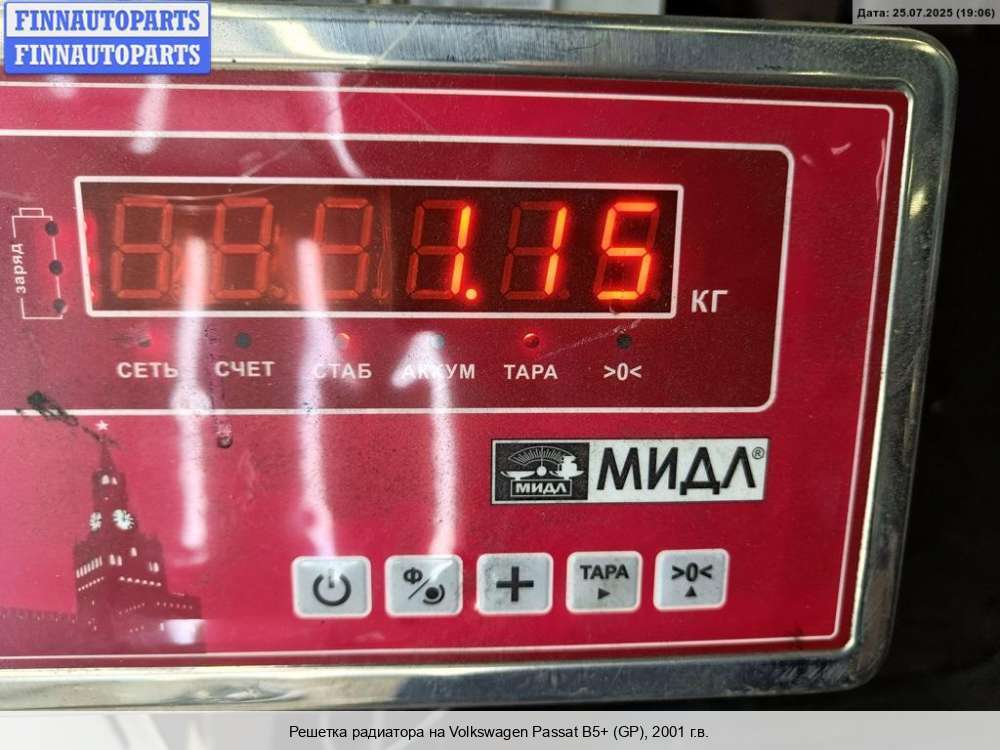 FINNAUTOPARTS
FINNAUTOPARTS
Дата: 25.07.2025 (19:06)
заряд
1.15
КГ
СЕТЬ СЧЕТ СТАБ АККУМ ТАРА >0<
МИДЛ МИДЛ®
Ф ТАРА >0<
Решетка радиатора на Volkswagen Passat B5+ (GP), 2001 г.в.